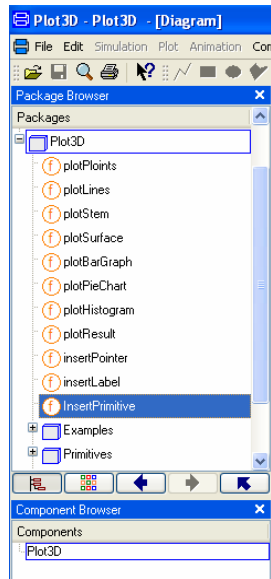 Plot3D - Plot3D - [Diagram]
File Edit Simulation Plot Animation Cor
Package Browser
Packages
Plot3D
f plotPloints
f plotLines
f plotStem
f plotSurface
f plotBarGraph
f plotPieChart
f plotHistogram
f plotResult
f insertPointer
f insertLabel
f InsertPrimitive
Examples
Primitives
Component Browser
Components
Plot3D